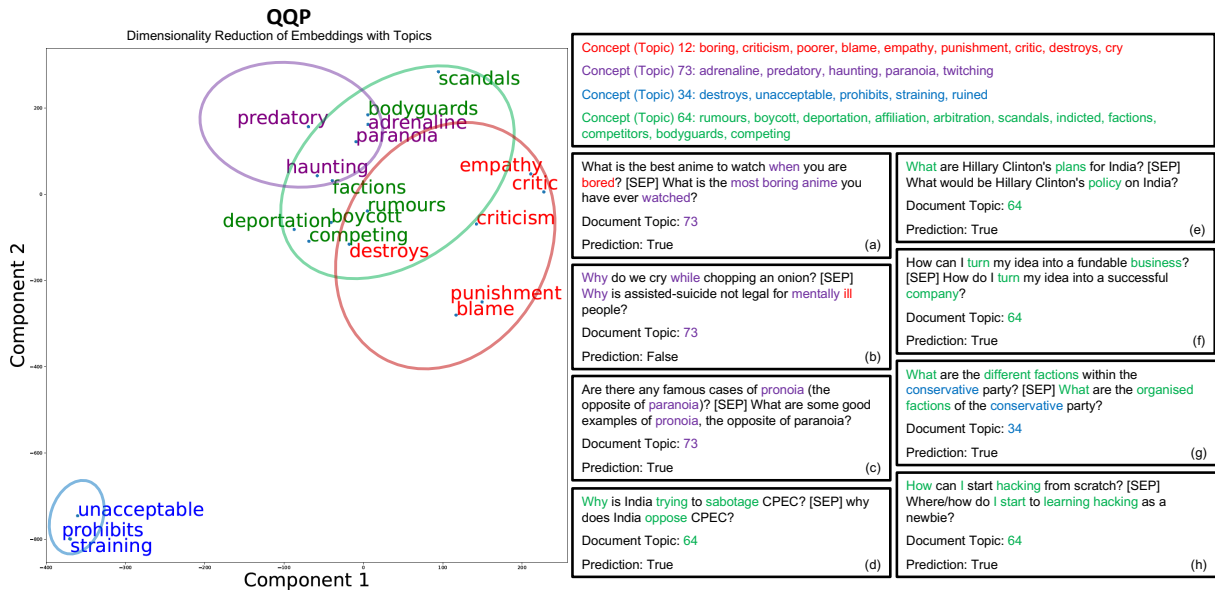 QQP
Dimensionality Reduction of Embeddings with Topics
Component 2
200
0
−200
−400
−600
−800
scandals
bodyguards
predatory
adrenaline
paranoia
haunting
empathy
critic
factions
rumours
deportation
boycott
criticism
competing
destroys
punishment
blame
unacceptable
prohibits
straining
−400
−300
−200
−100
0
100
200
Component 1
Concept (Topic) 12: boring, criticism, poorer, blame, empathy, punishment, critic, destroys, cry
Concept (Topic) 73: adrenaline, predatory, haunting, paranoia, twitching
Concept (Topic) 34: destroys, unacceptable, prohibits, straining, ruined
Concept (Topic) 64: rumours, boycott, deportation, affiliation, arbitration, scandals, indicted, factions,
competitors, bodyguards, competing
What is the best anime to watch when you are
bored? [SEP] What is the most boring anime you
have ever watched?
Document Topic: 73
Prediction: True
(a)
Why do we cry while chopping an onion? [SEP]
Why is assisted-suicide not legal for mentally ill
people?
Document Topic: 73
Prediction: False
(b)
Are there any famous cases of pronoia (the
opposite of paranoia)? [SEP] What are some good
examples of pronoia, the opposite of paranoia?
Document Topic: 73
Prediction: True
(c)
Why is India trying to sabotage CPEC? [SEP] why
does India oppose CPEC?
Document Topic: 64
Prediction: True
(d)
What are Hillary Clinton's plans for India? [SEP]
What would be Hillary Clinton's policy on India?
Document Topic: 64
Prediction: True
(e)
How can I turn my idea into a fundable business?
[SEP] How do I turn my idea into a successful
company?
Document Topic: 64
Prediction: True
(f)
What are the different factions within the
conservative party? [SEP] What are the organised
factions of the conservative party?
Document Topic: 34
Prediction: True
(g)
How can I start hacking from scratch? [SEP]
Where/how do I start to learning hacking as a
newbie?
Document Topic: 64
Prediction: True
(h)